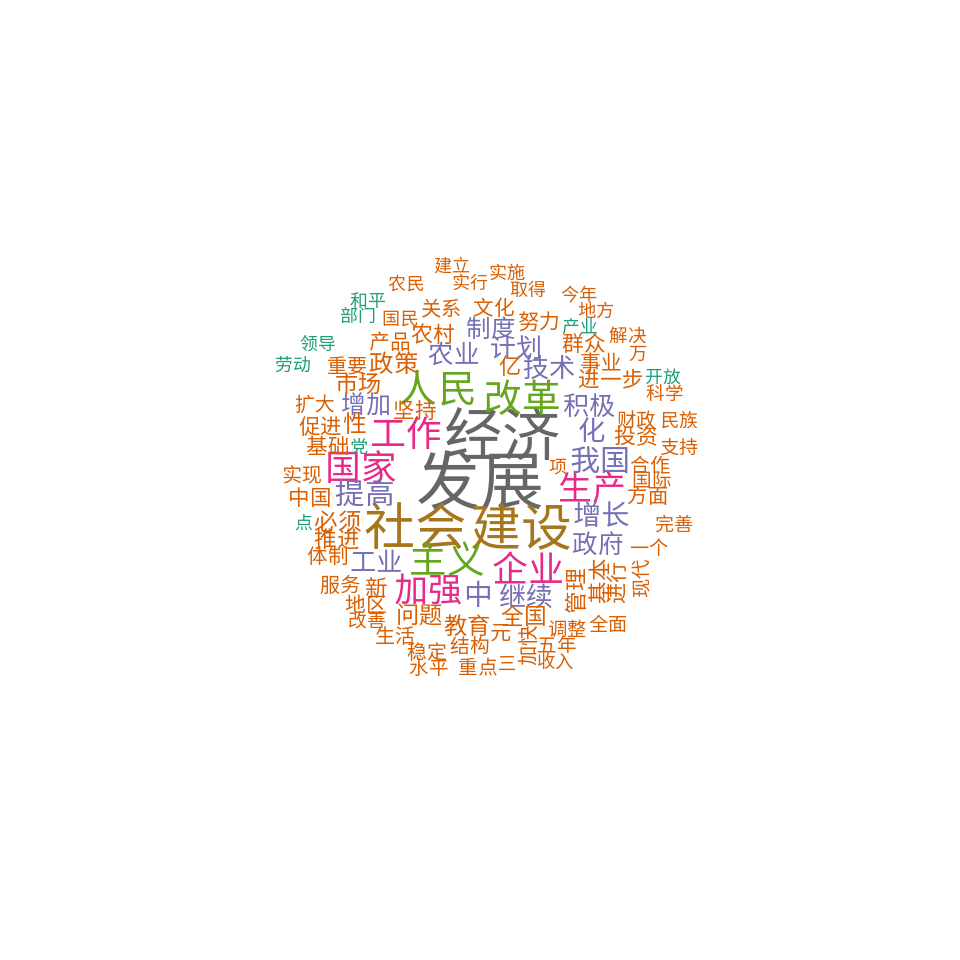 建立
实施
农民
实行
取得
今年
和平
关系
文化
地方
部门
国民
农村
制度
努力
产业
解决
领导
产品
农业
计划
群众
万
劳动
重要
政策
亿
技术
事业
进一步
开放
市场
人民
改革
科学
扩大
增加
坚持
积极
财政
民族
促进
性
工作
经济
化
投资
支持
基础
党
国家
发展
项
我国
合作
国际
实现
提高
生产
方面
中国
点
必须
社会
建设
增长
完善
推进
政府
体制
工业
主义
企业
一个
服务
新
加强
中
继续
管理
基本
进行
现代
地区
改善
问题
教育
元
全国
调整
全面
生活
稳定
结构
加快
五年
水平
重点
三
收入